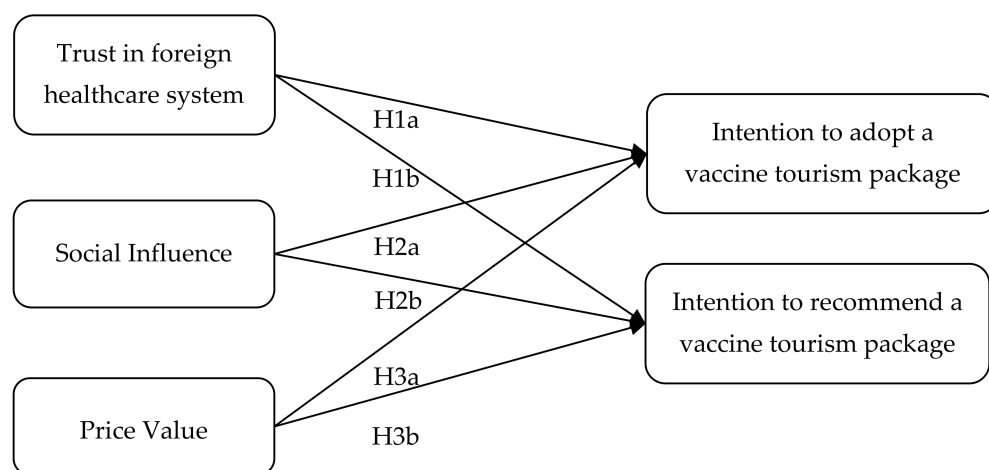 Trust in foreign
healthcare system
Social Influence
Price Value
H1a
H1b
H2a
H2b
H3a
H3b
Intention to adopt a
vaccine tourism package
Intention to recommend a
vaccine tourism package